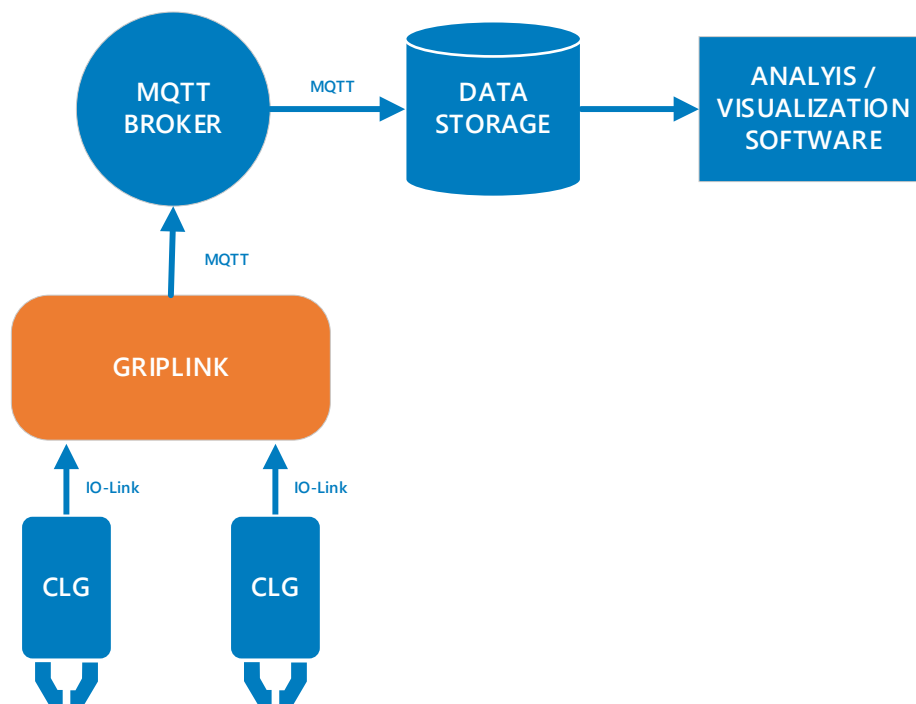 MQTT
BROKER
MQTT
DATA
STORAGE
ANALYIS /
VISUALIZATION
SOFTWARE
MQTT
GRIPLINK
IO-Link
IO-Link
CLG
CLG